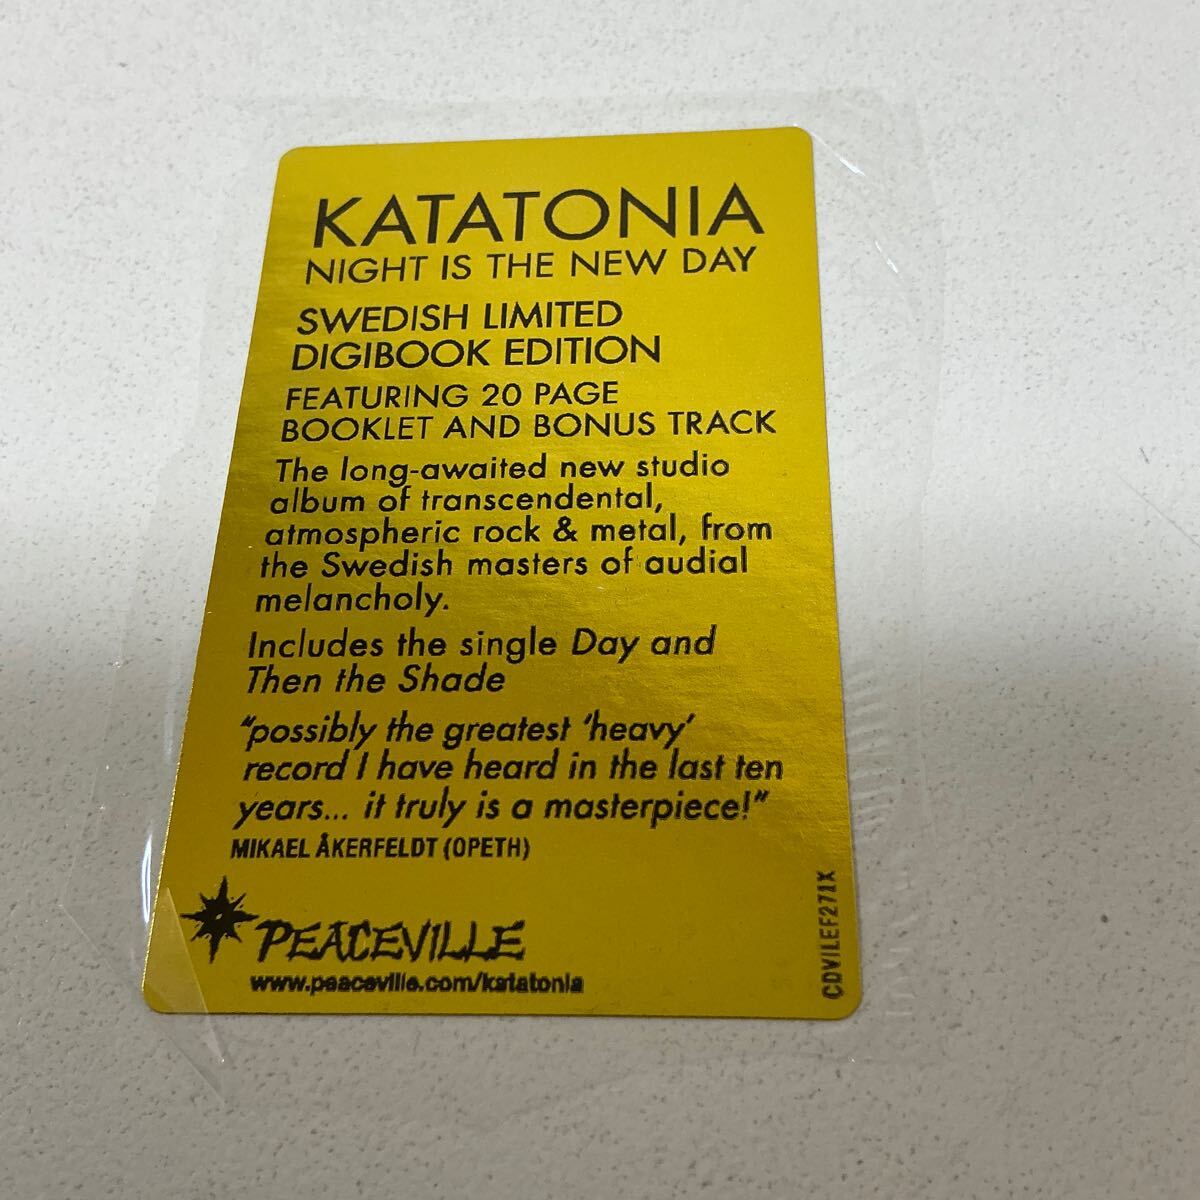 KATATONIA
NIGHT IS THE NEW DAY
SWEDISH LIMITED
DIGIBOOK EDITION
FEATURING 20 PAGE
BOOKLET AND BONUS TRACK
The long-awaited new studio
album of transcendental,
atmospheric rock & metal, from
the Swedish masters of audial
melancholy.
Includes the single Day and
Then the Shade
"possibly the greatest 'heavy'
record I have heard in the last ten
years... it truly is a masterpiece!"
MIKAEL ÅKERFELDT (OPETH)
PEACEVILLE
www.peaceville.com/katatonia
CDVILEF271X